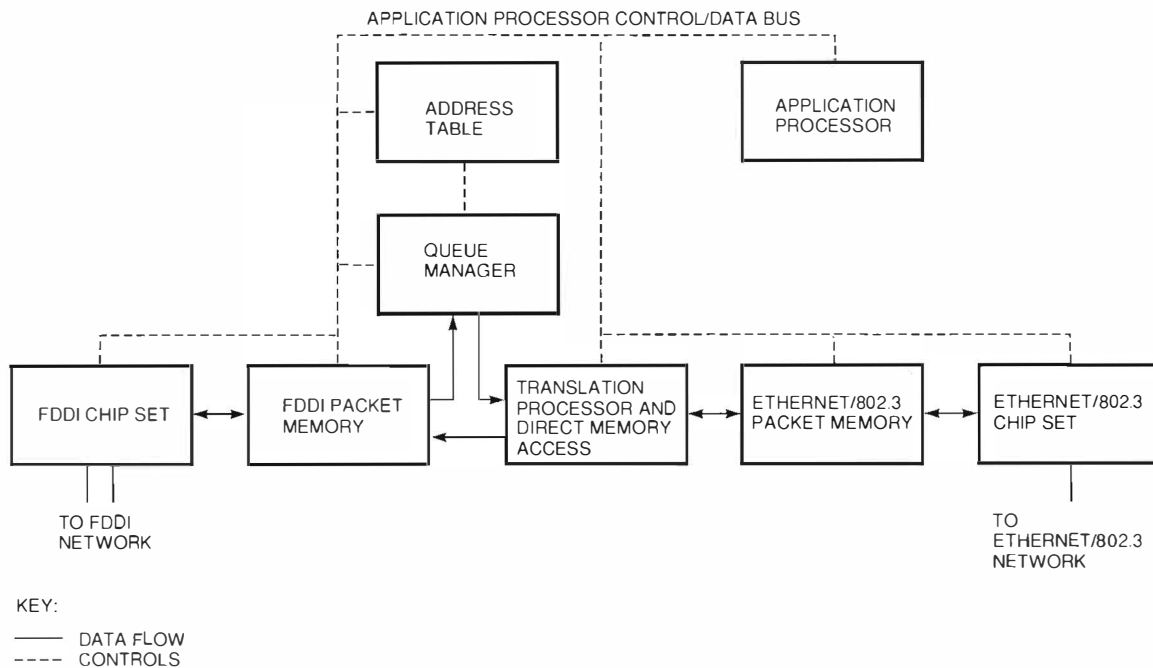 APPLICATION PROCESSOR CONTROL/DATA BUS
ADDRESS
TABLE
APPLICATION
PROCESSOR
QUEUE
MANAGER
FDDI CHIP SET
FDDI PACKET
MEMORY
TRANSLATION
PROCESSOR AND
DIRECT MEMORY
ACCESS
ETHERNET/802.3
PACKET MEMORY
ETHERNET/802.3
CHIP SET
TO FDDI
NETWORK
TO
ETHERNET/802.3
NETWORK
KEY:
DATA FLOW
CONTROLS